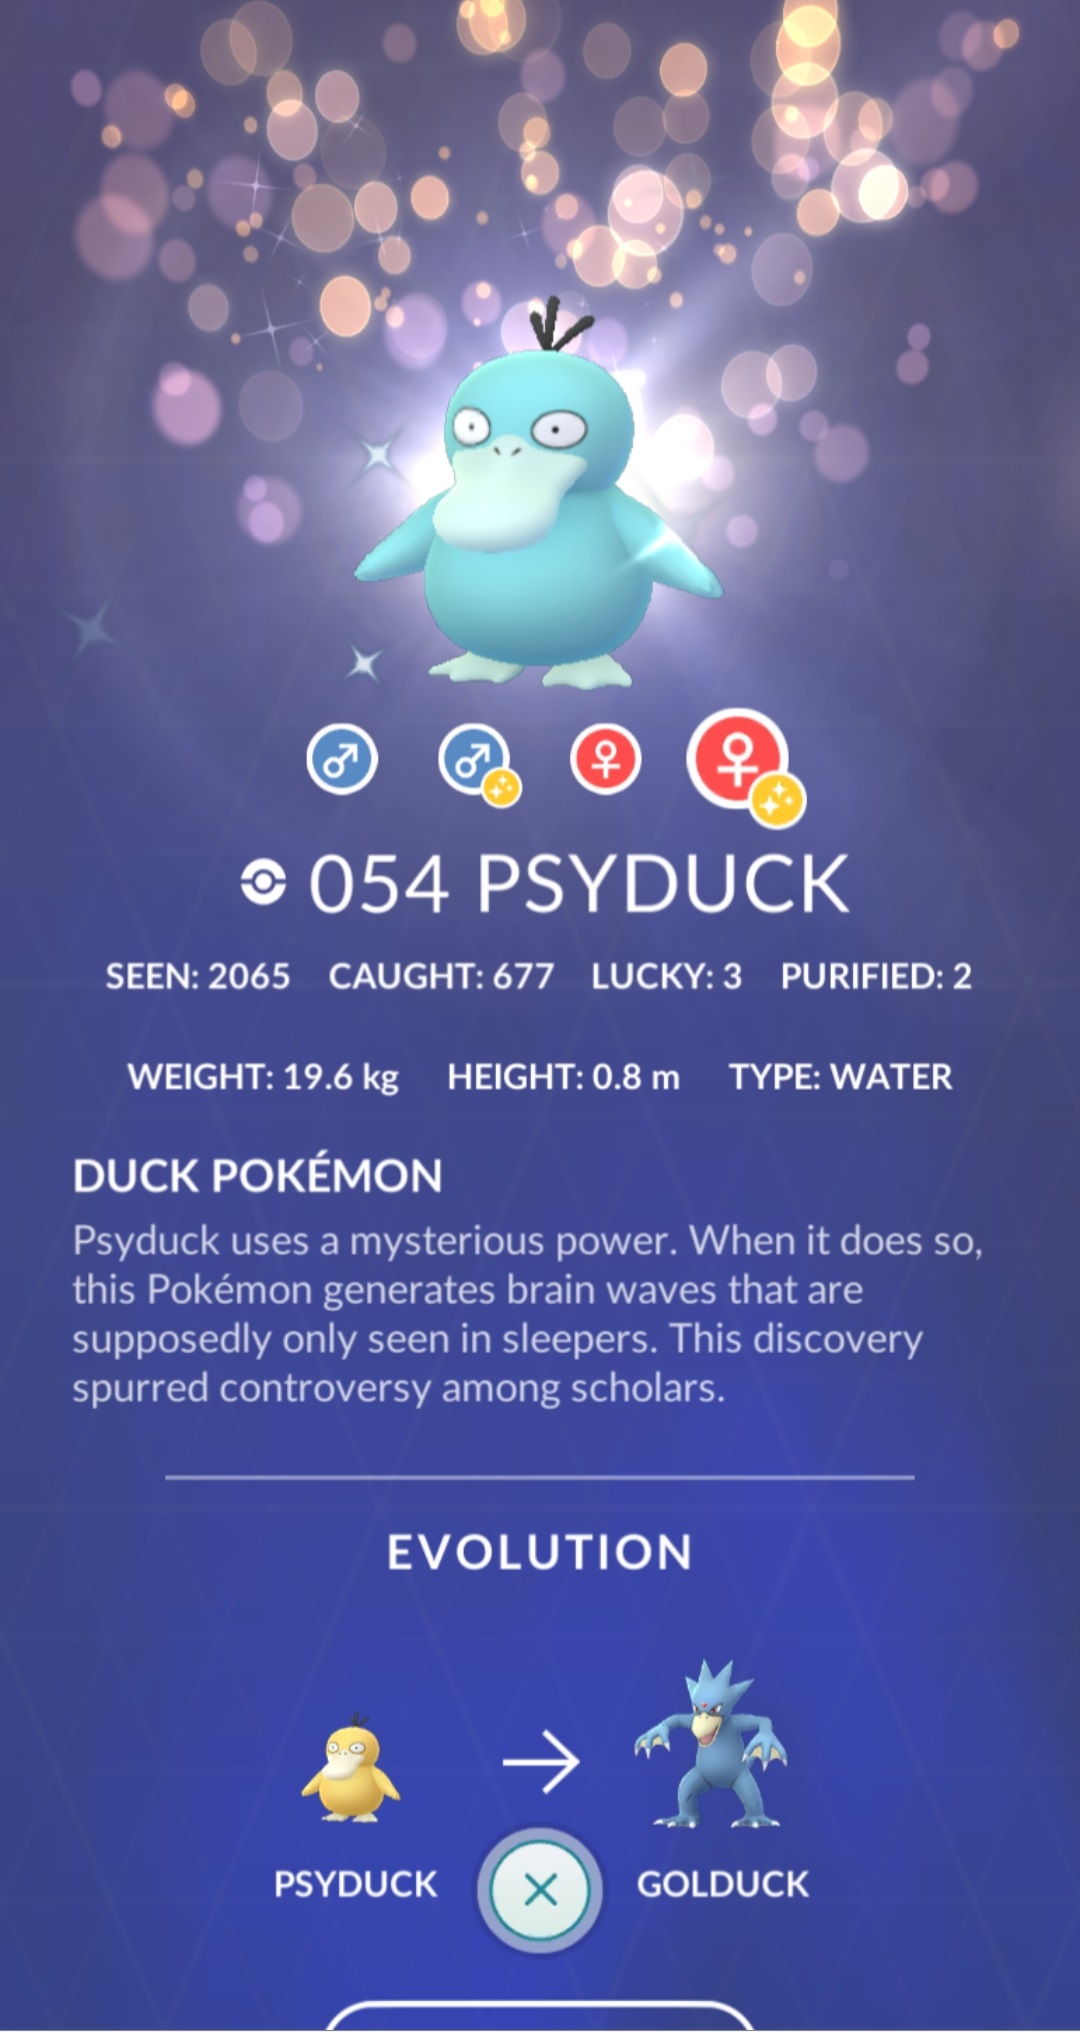 054 PSYDUCK
SEEN: 2065 CAUGHT: 677 LUCKY: 3 PURIFIED: 2
WEIGHT: 19.6 kg HEIGHT: 0.8 m TYPE: WATER
DUCK POKÉMON
Psyduck uses a mysterious power. When it does so,
this Pokémon generates brain waves that are
supposedly only seen in sleepers. This discovery
spurred controversy among scholars.
EVOLUTION
PSYDUCK GOLDUCK